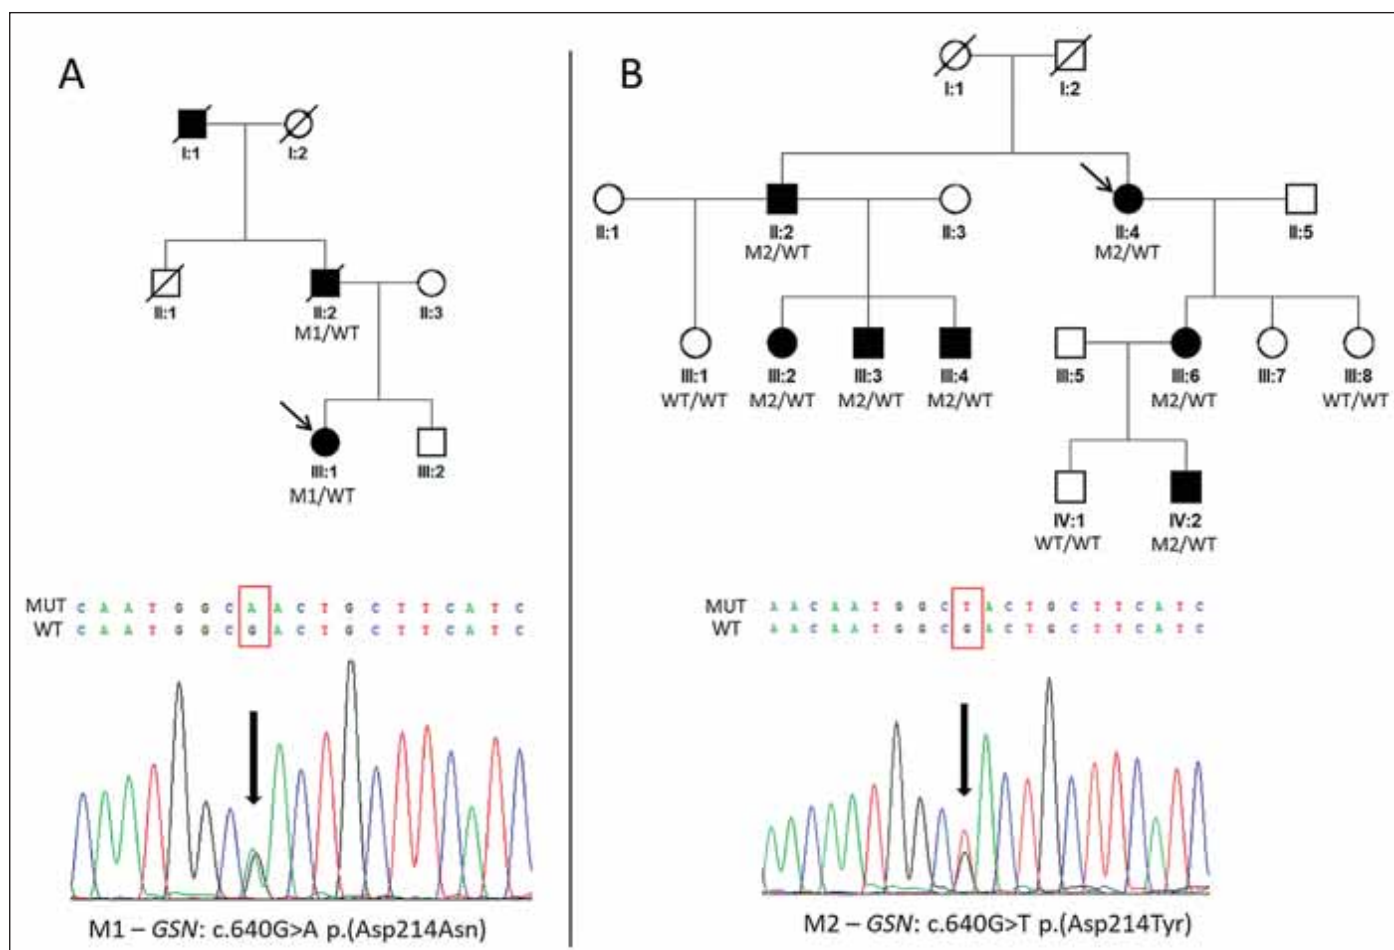 A
I:1 I:2
II:1 II:2 II:3
M1/WT
III:1 III:2
M1/WT
MUT C A A T G G C A A C T G C T T C A T C
WT C A A T G G C G A C T G C T T C A T C
M1 – GSN: c.640G>A p.(Asp214Asn)
B
I:1 I:2
II:1 II:2 II:3 II:4 II:5
M2/WT M2/WT
III:1 III:2 III:3 III:4 III:5 III:6 III:7 III:8
WT/WT M2/WT M2/WT M2/WT M2/WT WT/WT
IV:1 IV:2
WT/WT M2/WT
MUT A A C A A T G G C T A C T G C T T C A T C
WT A A C A A T G G C G A C T G C T T C A T C
M2 – GSN: c.640G>T p.(Asp214Tyr)